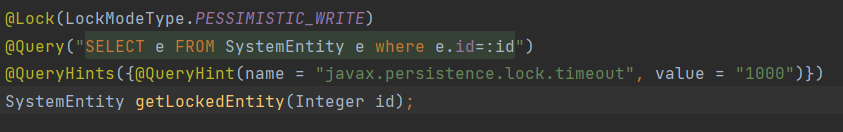 @Lock(LockModeType.PESSIMISTIC_WRITE)
@Query("SELECT e FROM SystemEntity e where e.id=:id")
@QueryHints({@QueryHint(name = "javax.persistence.lock.timeout", value = "1000")})
SystemEntity getLockedEntity(Integer id);